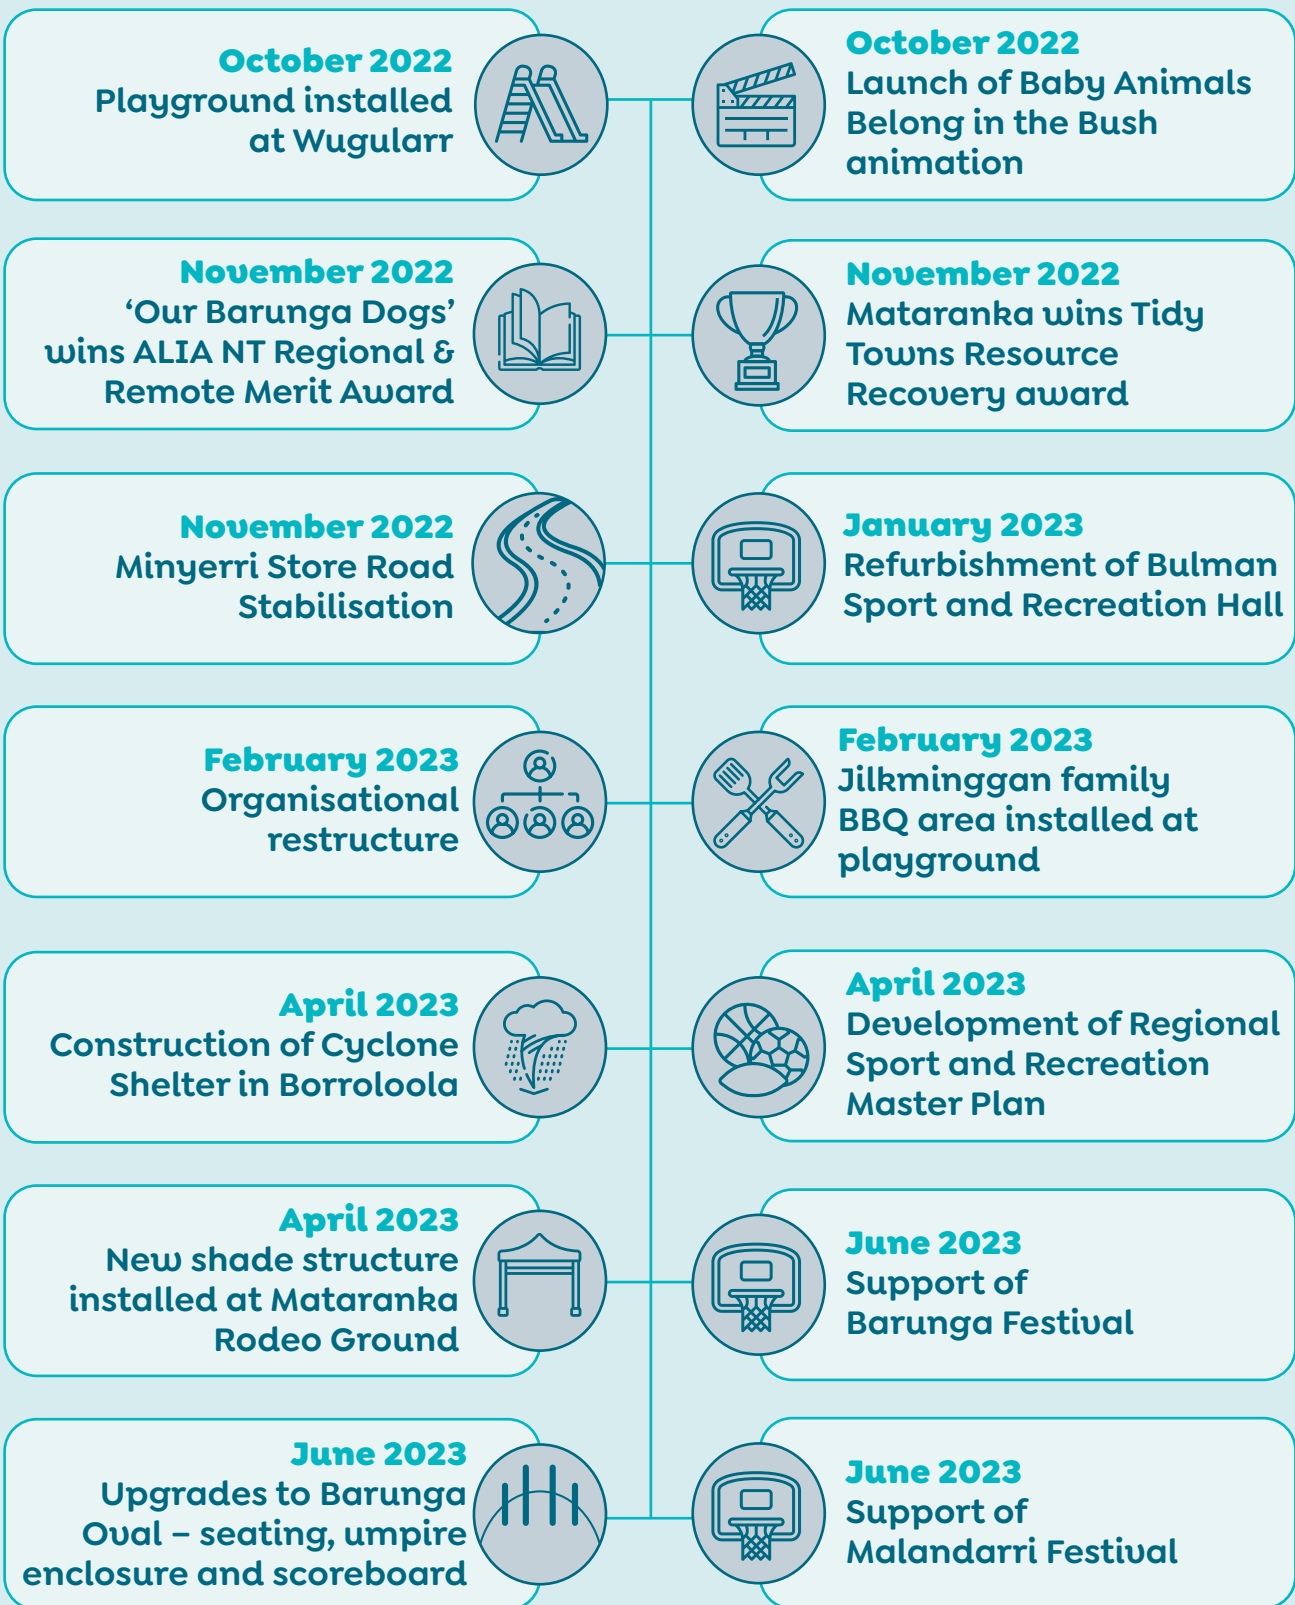 October 2022
Playground installed
at Wugularr
October 2022
Launch of Baby Animals
Belong in the Bush
animation
November 2022
‘Our Barunga Dogs’
wins ALIA NT Regional &
Remote Merit Award
November 2022
Mataranka wins Tidy
Towns Resource
Recovery award
November 2022
Minyerri Store Road
Stabilisation
January 2023
Refurbishment of Bulman
Sport and Recreation Hall
February 2023
Organisational
restructure
February 2023
Jilkminggan family
BBQ area installed at
playground
April 2023
Construction of Cyclone
Shelter in Borroloola
April 2023
Development of Regional
Sport and Recreation
Master Plan
April 2023
New shade structure
installed at Mataranka
Rodeo Ground
June 2023
Support of
Barunga Festival
June 2023
Upgrades to Barunga
Oval – seating, umpire
enclosure and scoreboard
June 2023
Support of
Malandarri Festival